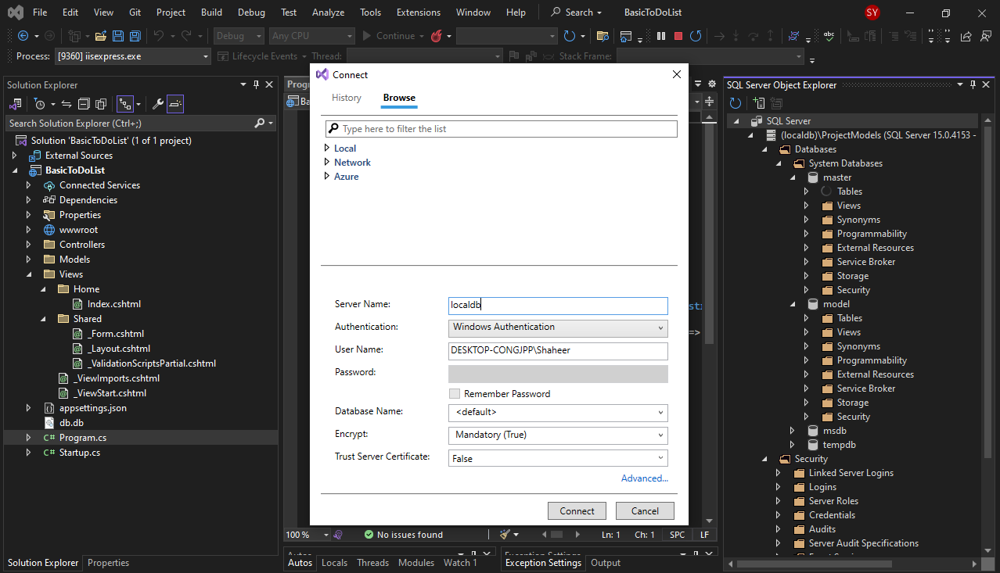 File Edit View Git Project Build Debug Test Analyze Tools Extensions Window Help Search BasicToDoList SY
Debug Any CPU Continue
Process: [9360] iisexpress.exe Lifecycle Events Thread: Stack Frame:
Solution Explorer
Search Solution Explorer (Ctrl+;)
Solution 'BasicToDoList' (1 of 1 project)
External Sources
BasicToDoList
Connected Services
Dependencies
Properties
wwwroot
Controllers
Models
Views
Home
Index.cshtml
Shared
_Form.cshtml
_Layout.cshtml
_ValidationScriptsPartial.cshtml
_ViewImports.cshtml
_ViewStart.cshtml
appsettings.json
db.db
C# Program.cs
C# Startup.cs
Solution Explorer Properties
Progr
Ba
Connect
History Browse
Type here to filter the list
Local
Network
Azure
Server Name: localdb
Authentication: Windows Authentication
User Name: DESKTOP-CONGJPP\Shaheer
Password:
Remember Password
Database Name: <default>
Encrypt: Mandatory (True)
Trust Server Certificate: False
Advanced...
Connect Cancel
sti
=>
100 % No issues found Ln: 1 Ch: 1 SPC LF
Autos Locals Threads Modules Watch 1
Exception Settings Output
SQL Server Object Explorer
SQL Server
(localdb)\ProjectModels (SQL Server 15.0.4153 -
Databases
System Databases
master
Tables
Views
Synonyms
Programmability
External Resources
Service Broker
Storage
Security
model
Tables
Views
Synonyms
Programmability
External Resources
Service Broker
Storage
Security
msdb
tempdb
Security
Linked Server Logins
Logins
Server Roles
Credentials
Audits
Server Audit Specifications